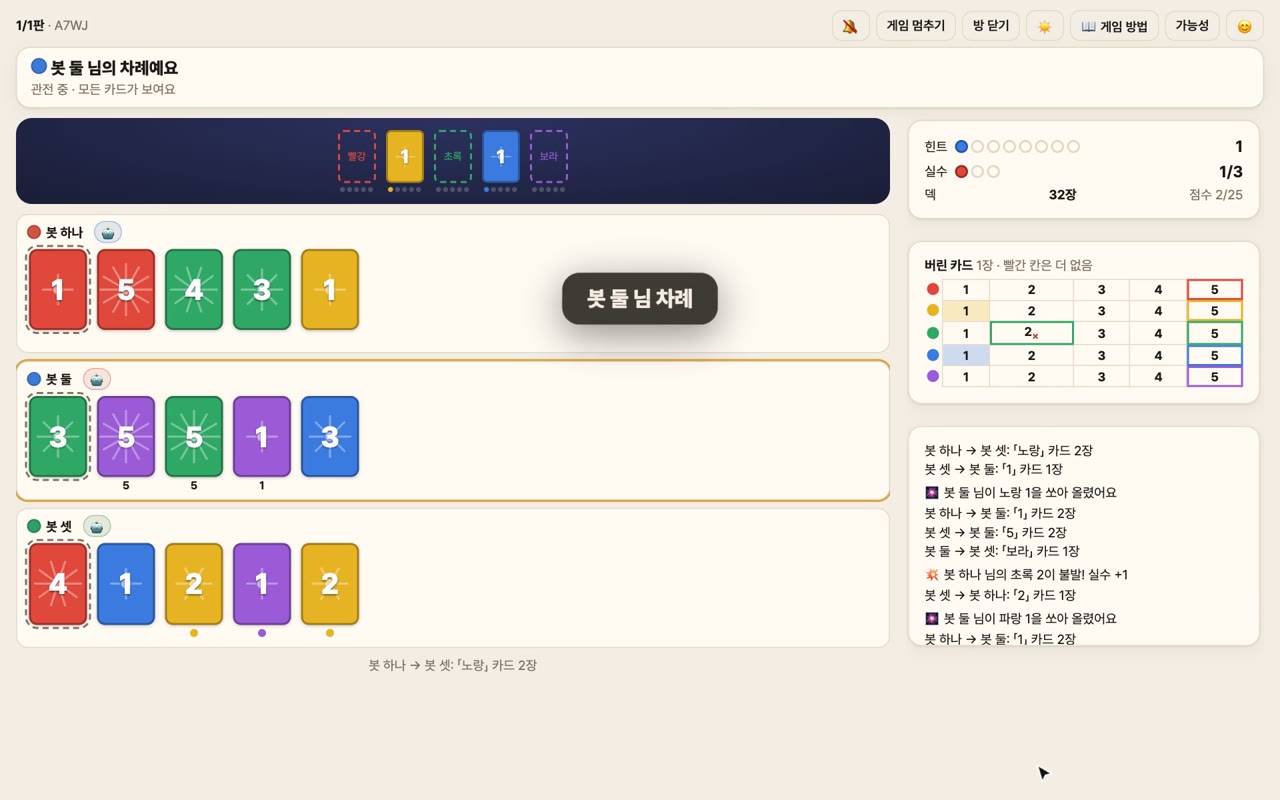 1/1판 · A7WJ
게임 멈추기
방 닫기
게임 방법
가능성
봇 둘 님의 차례예요
관전 중 · 모든 카드가 보여요
빨강
1
초록
1
보라
힌트 1
실수 1/3
덱 32장 점수 2/25
봇 하나
1 5 4 3 1
봇 둘 님 차례
봇 둘
3 5 5 1 3
5 5 1
봇 셋
4 1 2 1 2
봇 하나 → 봇 셋: 「노랑」 카드 2장
버린 카드 1장 · 빨간 칸은 더 없음
1 2 3 4 5
1 2 3 4 5
1 2× 3 4 5
1 2 3 4 5
1 2 3 4 5
봇 하나 → 봇 셋: 「노랑」 카드 2장
봇 셋 → 봇 둘: 「1」 카드 1장
봇 둘 님이 노랑 1을 쏘아 올렸어요
봇 하나 → 봇 둘: 「1」 카드 2장
봇 셋 → 봇 둘: 「5」 카드 2장
봇 둘 → 봇 셋: 「보라」 카드 1장
봇 하나 님의 초록 2이 불발! 실수 +1
봇 셋 → 봇 하나: 「2」 카드 1장
봇 둘 님이 파랑 1을 쏘아 올렸어요
봇 하나 → 봇 둘: 「1」 카드 2장